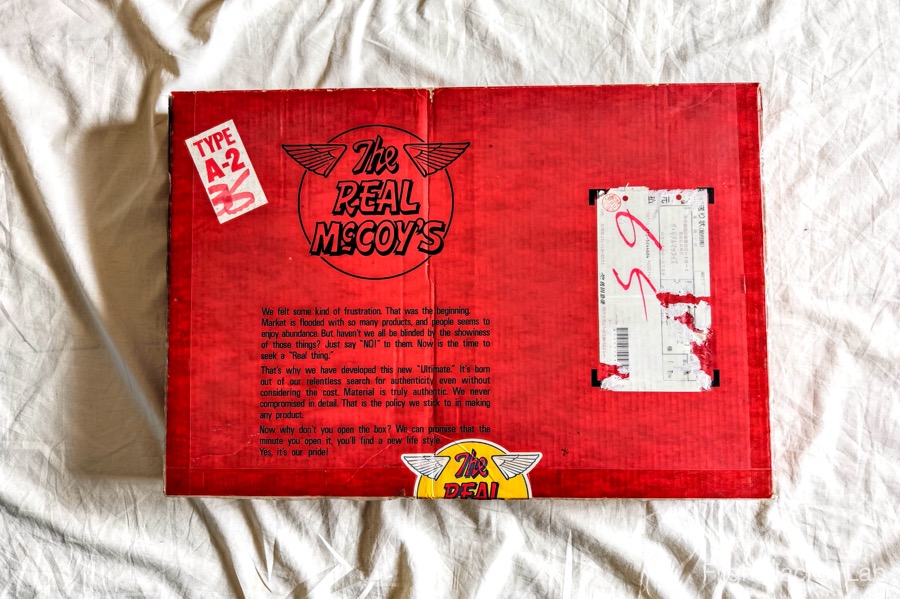 TYPE
A-2
The
REAL
McCOY'S
We felt some kind of frustration. That was the beginning.
Market is flooded with so many products, and people seems to
enjoy abundance. But haven't we all be blinded by the showiness
of those things? Just say "NO!" to them. Now is the time to
seek a "Real thing."
That's why we have developed this new "Ultimate." It's born
out of our relentless search for authenticity even without
considering the cost. Material is truly authentic. We never
compromised in detail. That is the policy we stick to in making
any product.
Now why don't you open the box? We can promise that the
minute you open it, you'll find a new life style.
Yes, it's our pride!
The
REAL
6 5